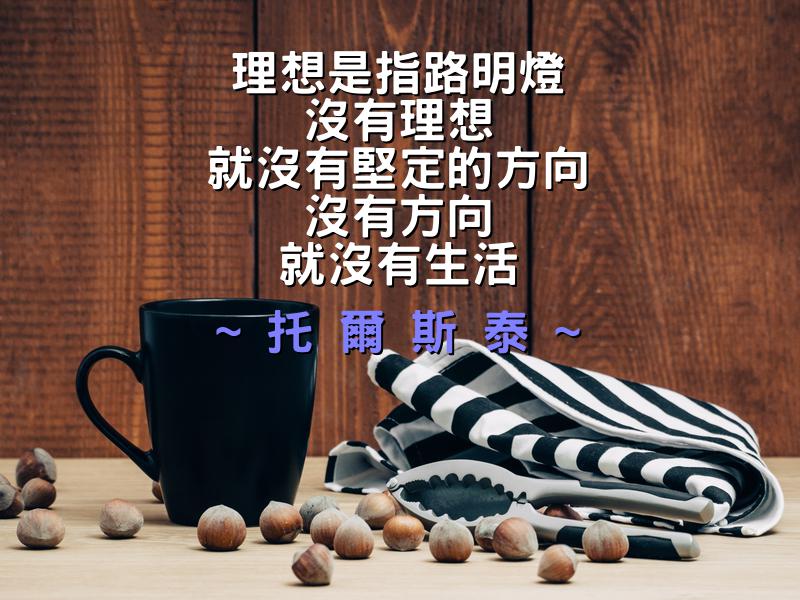 理想是指路明燈
沒有理想
就沒有堅定的方向
沒有方向
就沒有生活
~ 托 爾 斯 泰 ~